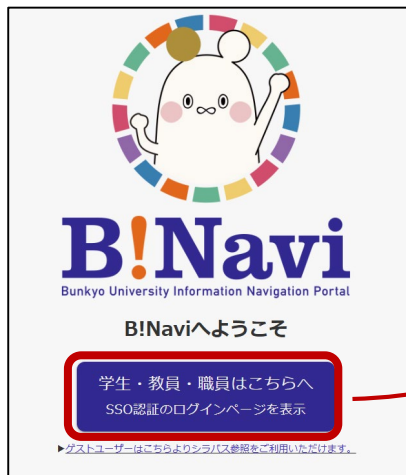 B!Navi
Bunkyo University Information Navigation Portal
B!Naviへようこそ
学生・教員・職員はこちらへ
SSO認証のログインページを表示
▶ゲストユーザーはこちらよりシラバス参照をご利用いただけます。